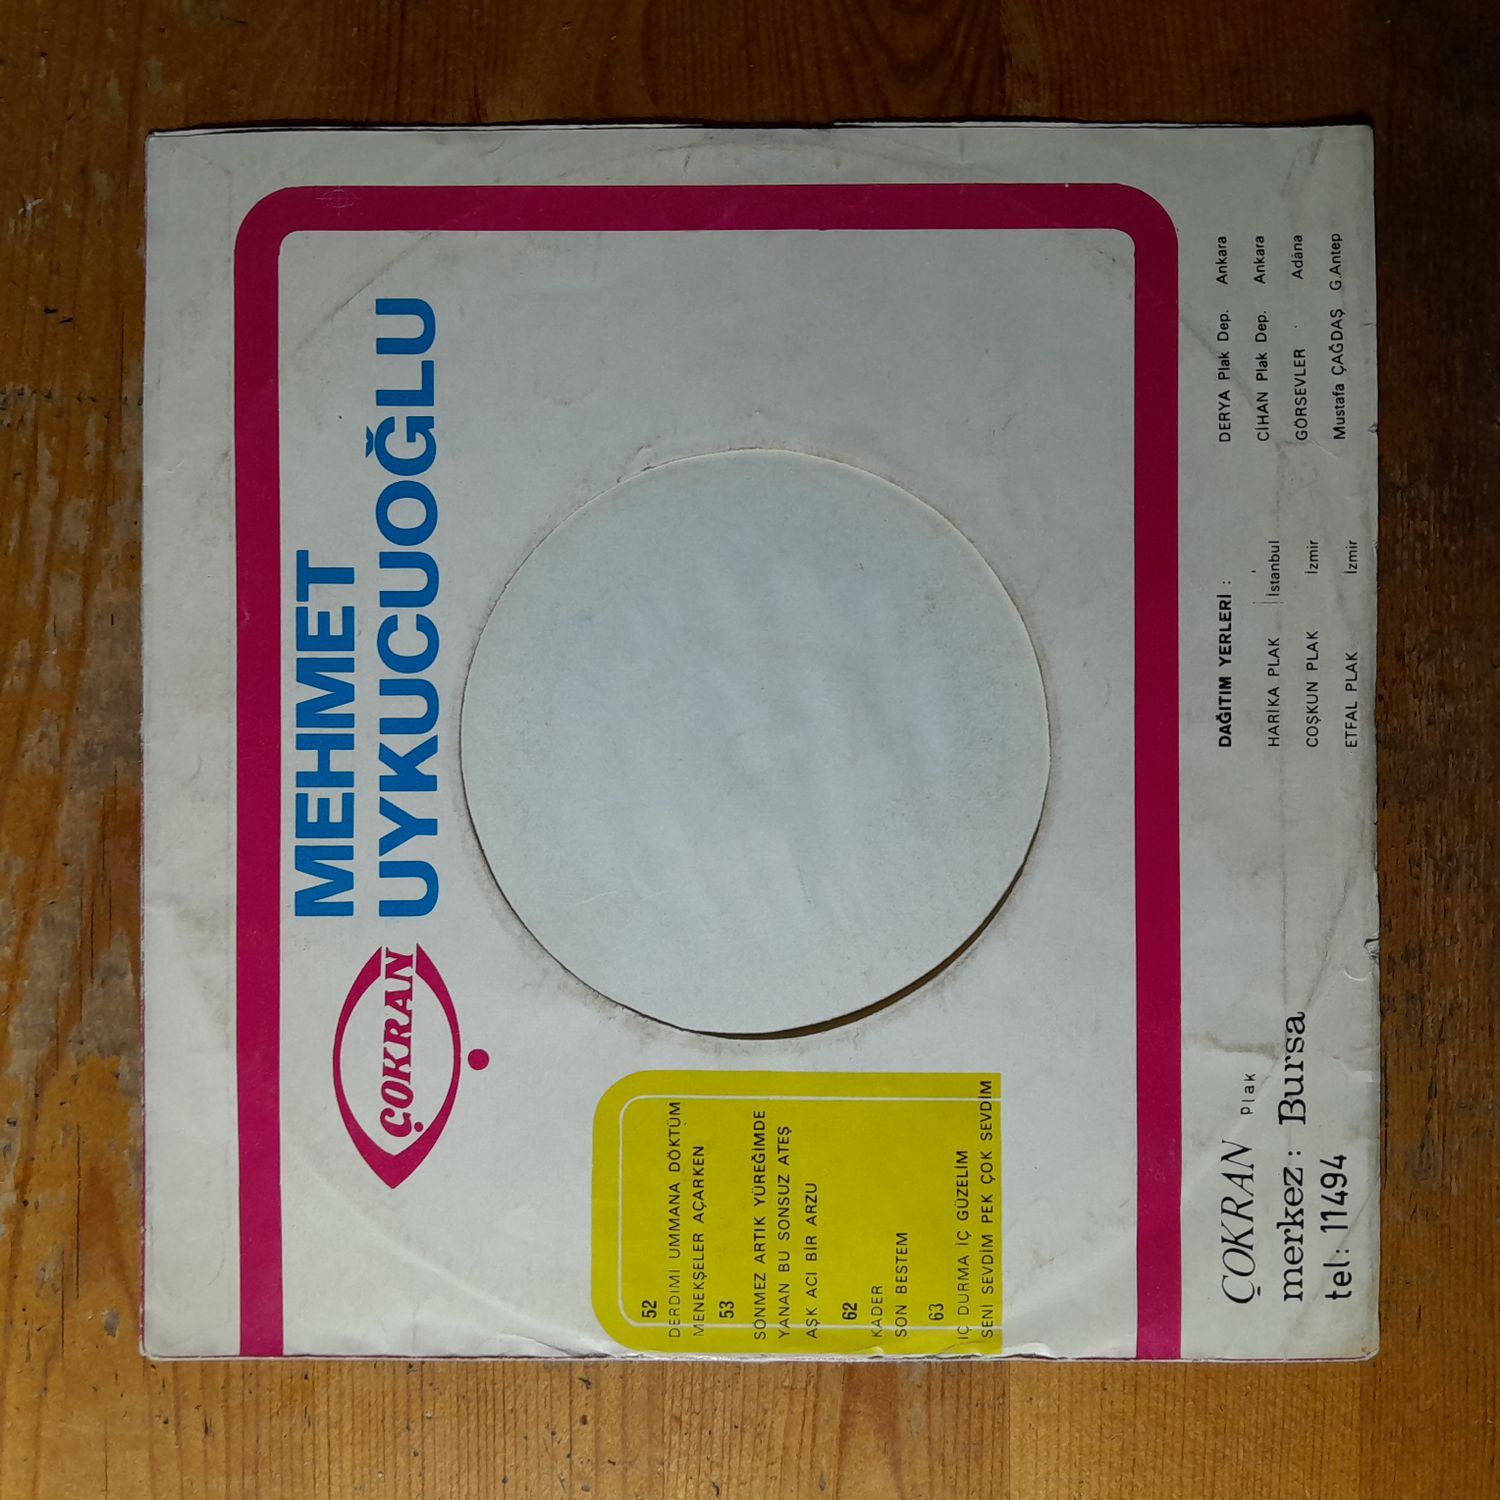 ÇOKRAN
MEHMET
UYKUCUOĞLU
52
DERDIMI UMMANA DÖKTÜM
MENEKŞELER AÇARKEN
53
SÖNMEZ ARTIK YÜREĞİMDE
YANAN BU SONSUZ ATEŞ
AŞK ACI BİR ARZU
62
KADER
SON BESTEM
63
İÇ DURMA İÇ GÜZELİM
SENİ SEVDİM PEK ÇOK SEVDİM
ÇOKRAN Plak
merkez: Bursa
tel: 11494
DAĞITIM YERLERİ :
HARİKA PLAK İstanbul
COŞKUN PLAK İzmir
ETFAL PLAK İzmir
DERYA Plak Dep. Ankara
CİHAN Plak Dep. Ankara
GÖRSEVLER Adana
Mustafa ÇAĞDAŞ G.Antep